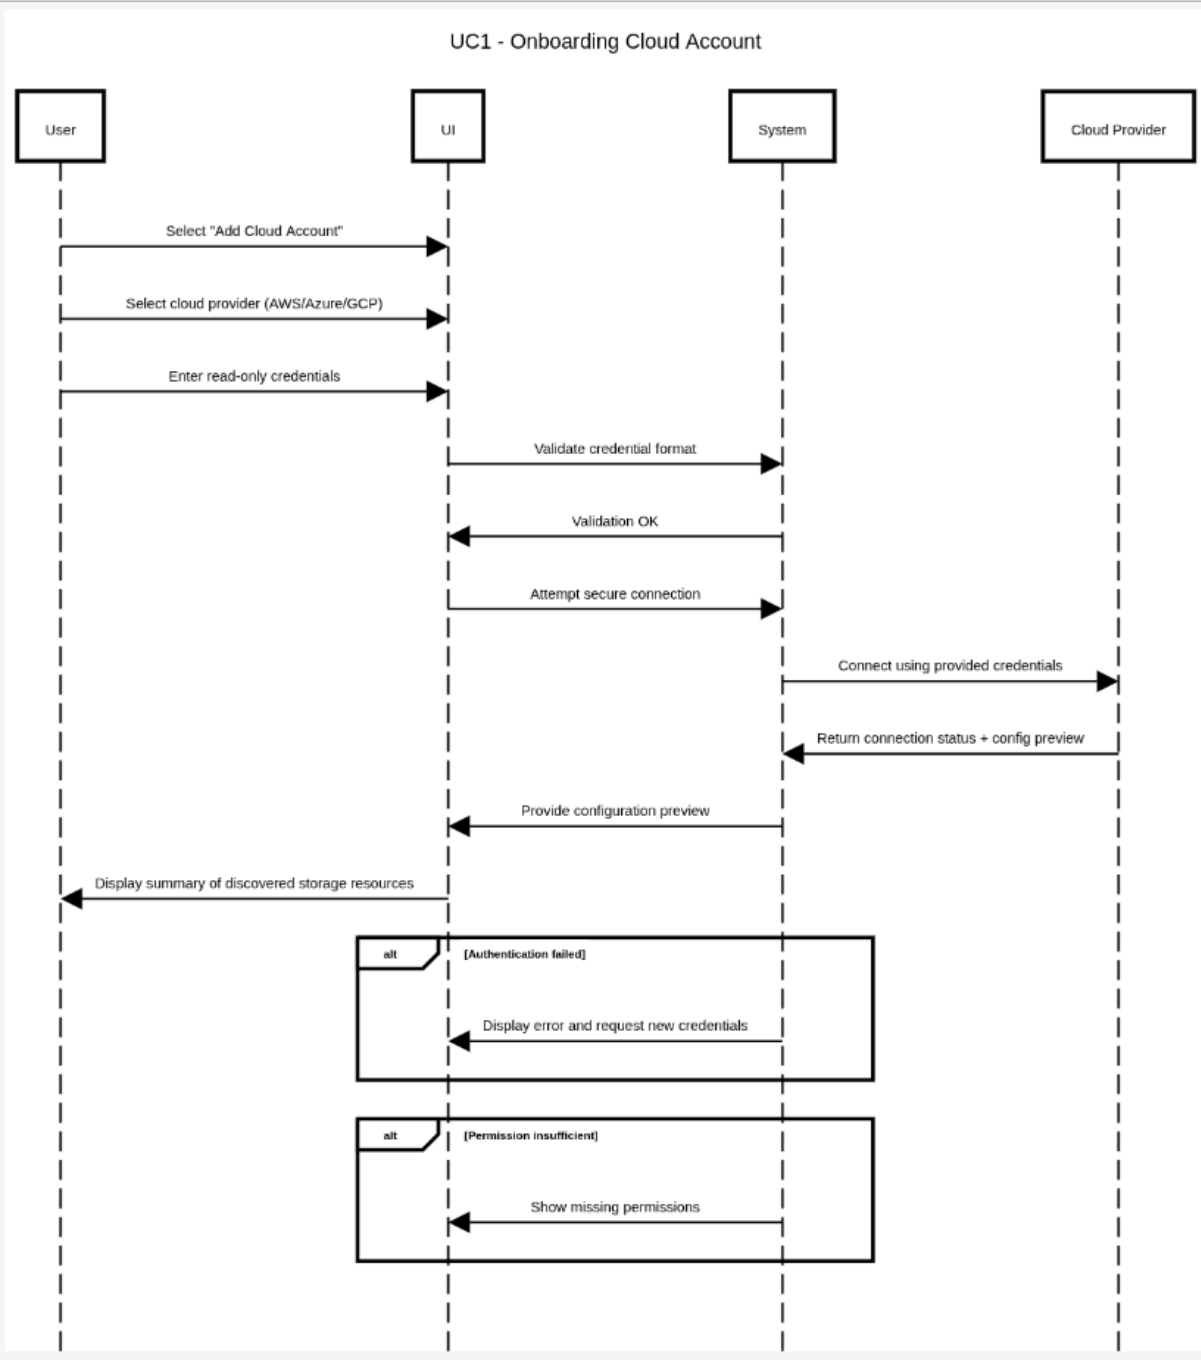 UC1 - Onboarding Cloud Account
User
UI
System
Cloud Provider
Select "Add Cloud Account"
Select cloud provider (AWS/Azure/GCP)
Enter read-only credentials
Validate credential format
Validation OK
Attempt secure connection
Connect using provided credentials
Return connection status + config preview
Provide configuration preview
Display summary of discovered storage resources
alt
[Authentication failed]
Display error and request new credentials
alt
[Permission insufficient]
Show missing permissions